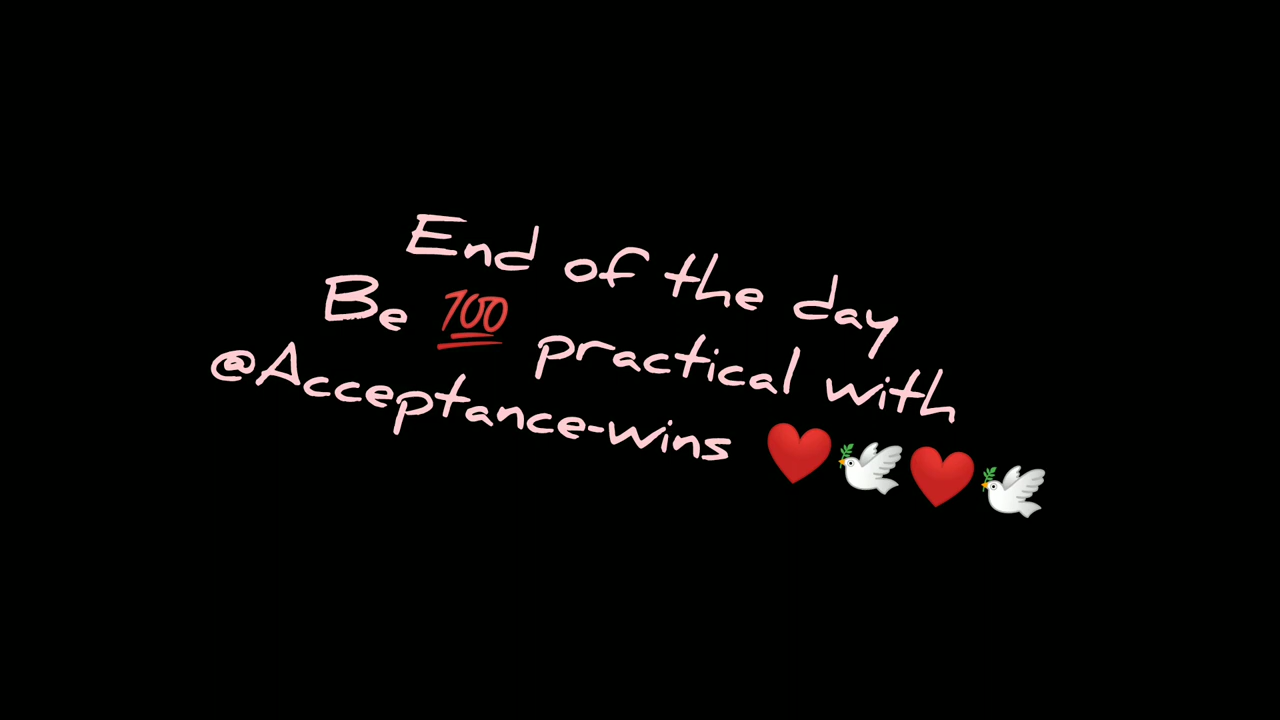 End of the day
Be 💯 practical with
@Acceptance-wins ❤️🕊️❤️🕊️